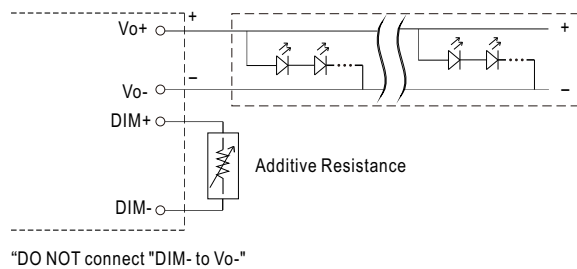 Vo+
+
+
Vo-
−
−
DIM+
Additive Resistance
DIM-
“DO NOT connect "DIM- to Vo-"